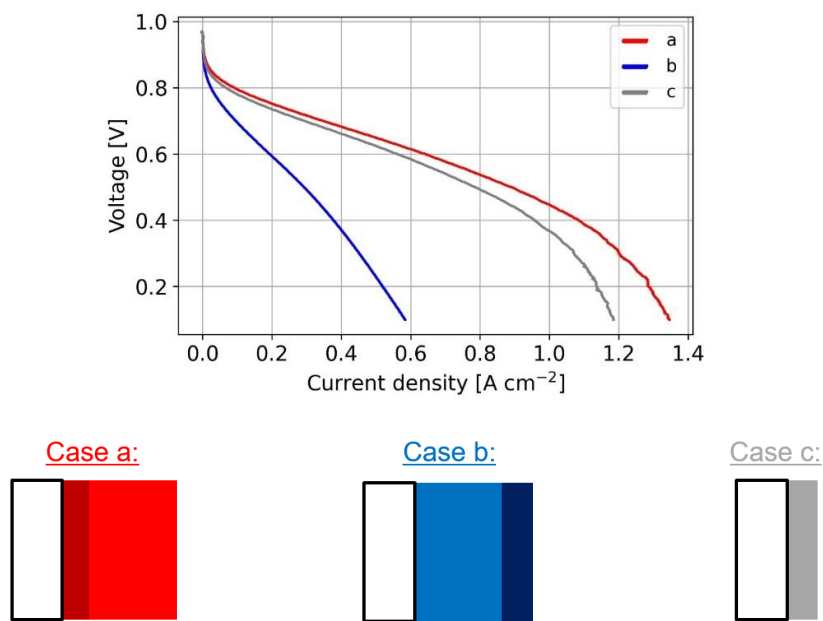 1.0
0.8
0.6
0.4
0.2
Voltage [V]
a
b
c
0.0 0.2 0.4 0.6 0.8 1.0 1.2 1.4
Current density [A cm⁻²]
Case a: Case b: Case c: